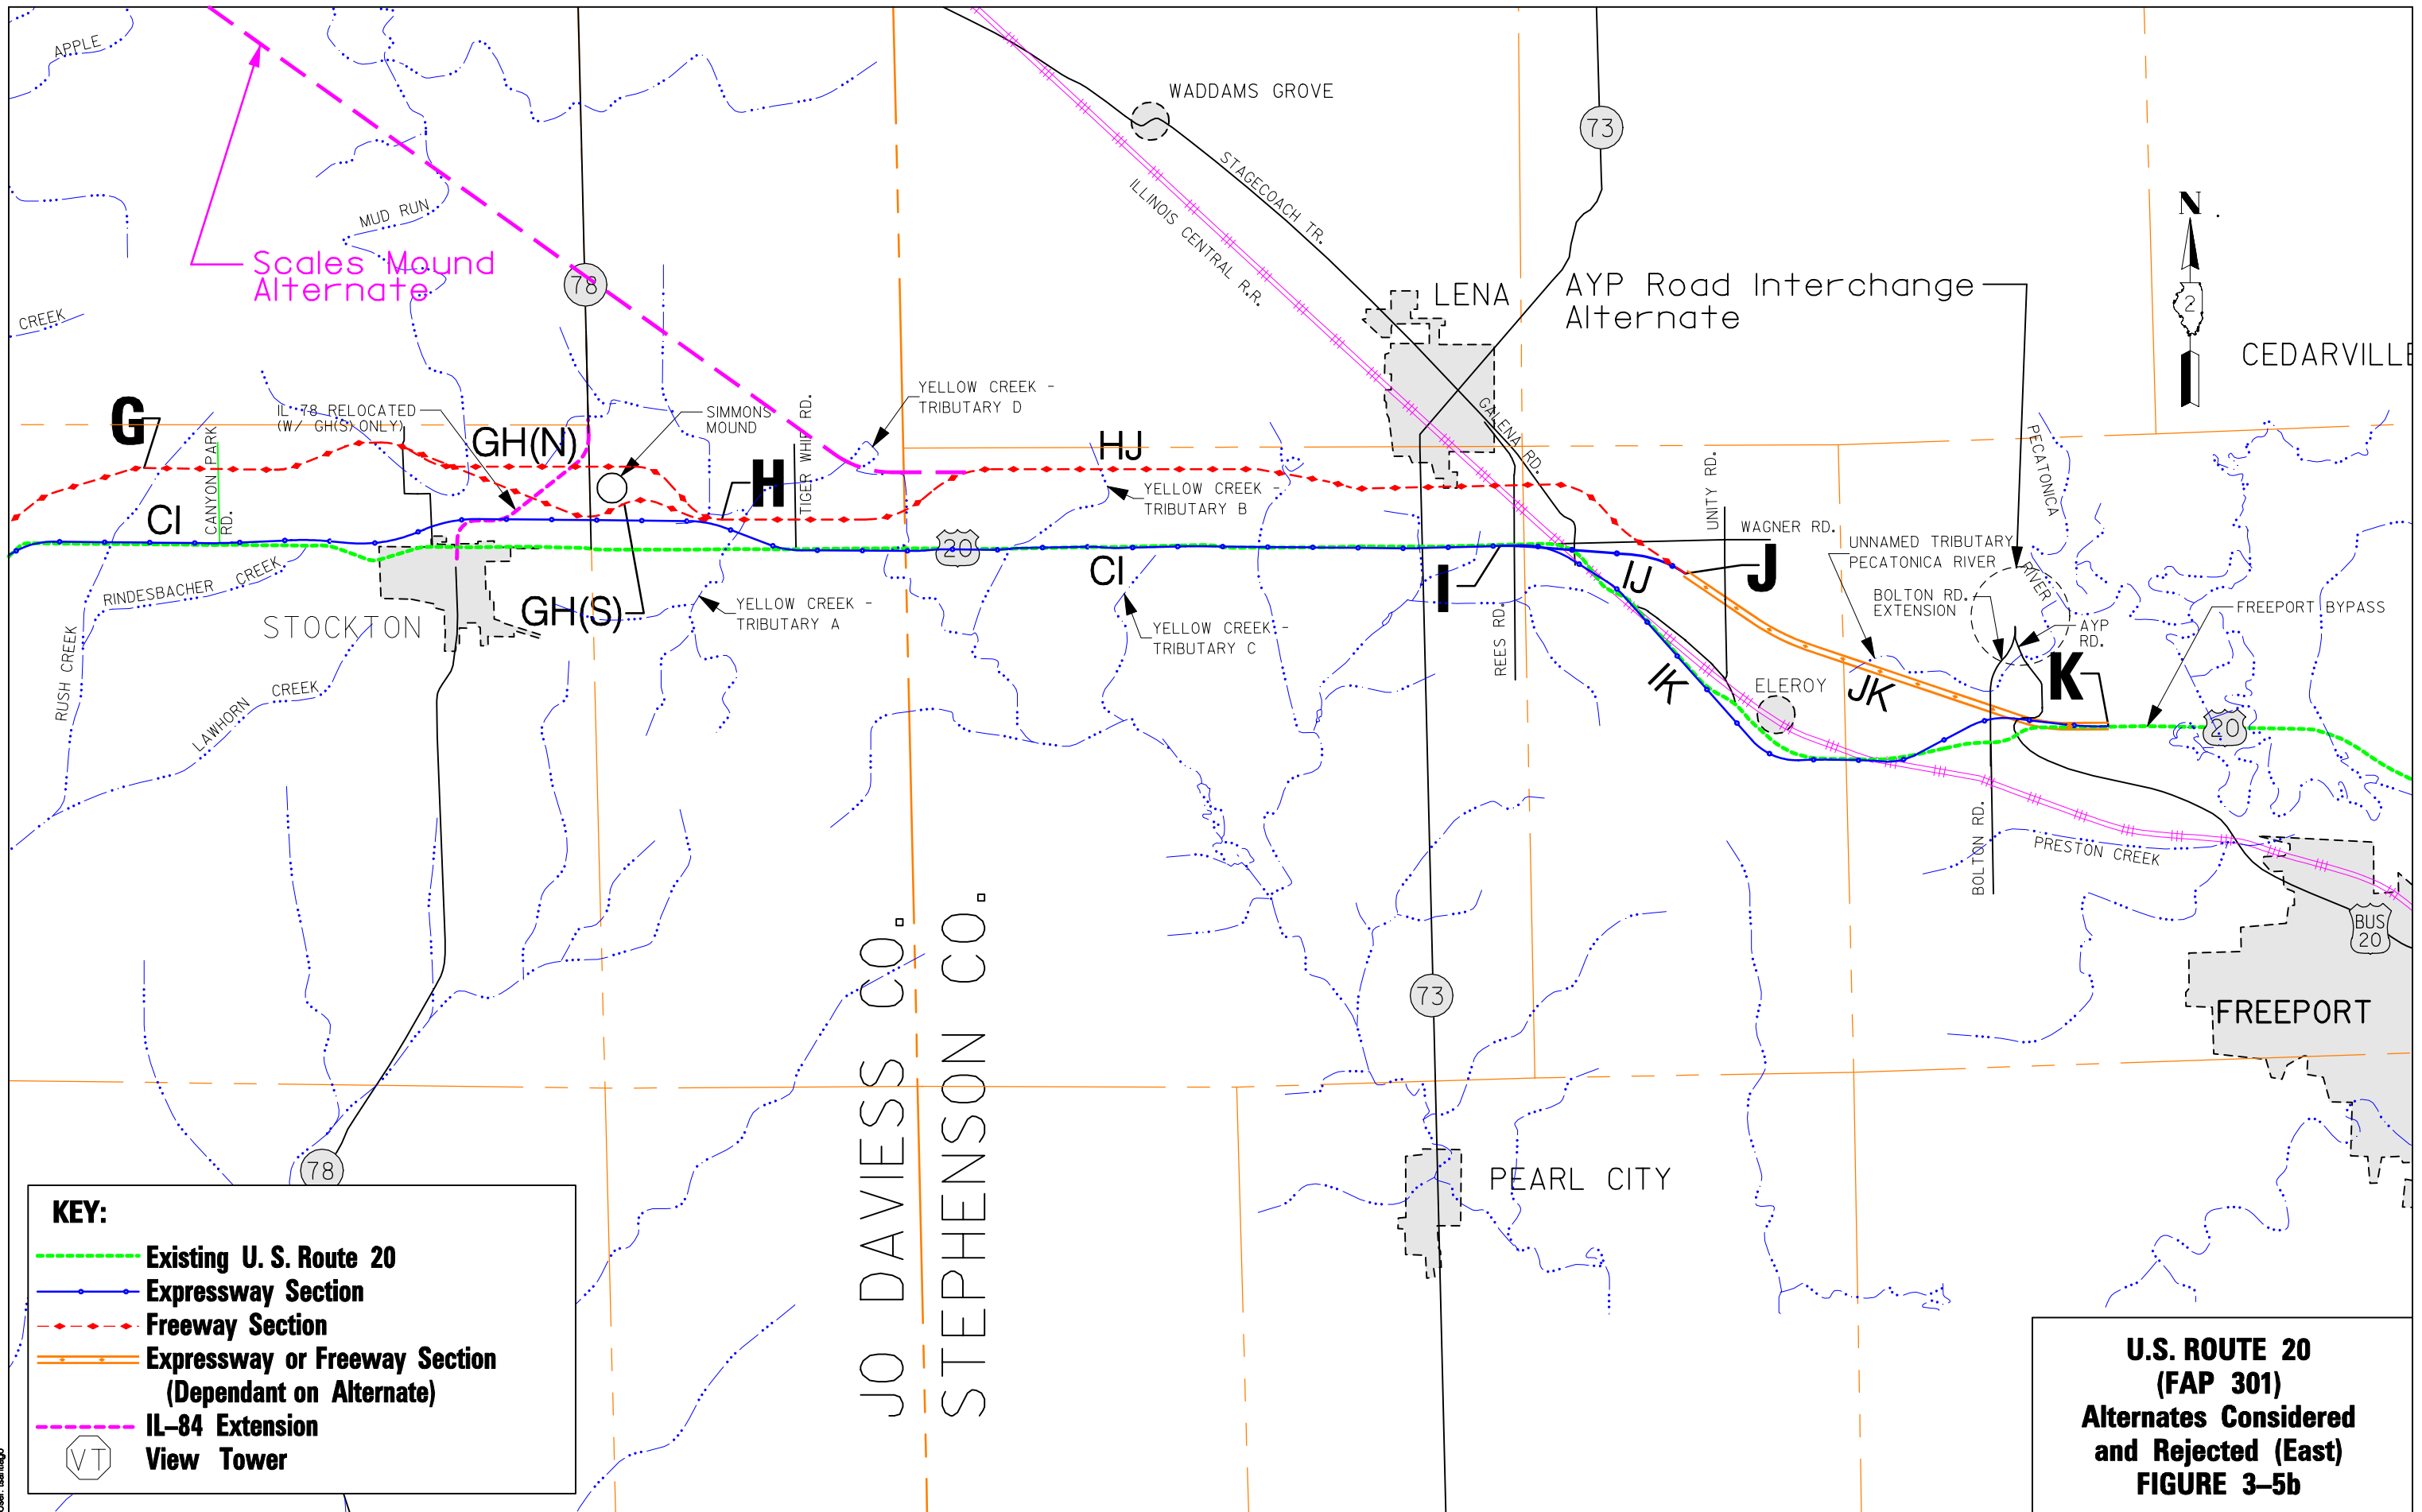 APPLE
WADDAMS GROVE
73
STAGECOACH TR.
ILLINOIS CENTRAL R.R.
MUD RUN
N
2
Scales Mound
Alternate
78
CREEK
LENA
AYP Road Interchange
Alternate
CEDARVILLE
G
IL 78 RELOCATED
(W/ GH(S) ONLY)
GH(N)
SIMMONS
MOUND
TIGER WHIP RD.
YELLOW CREEK -
TRIBUTARY D
HJ
GALENA RD.
UNITY RD.
PECATONICA
RIVER
CANYON PARK
RD.
CI
H
YELLOW CREEK -
TRIBUTARY B
WAGNER RD.
UNNAMED TRIBUTARY
PECATONICA RIVER
20
CI
I
IJ
J
BOLTON RD.
EXTENSION
FREEPORT BYPASS
AYP
RD.
RINDESBACHER CREEK
STOCKTON
GH(S)
YELLOW CREEK -
TRIBUTARY A
YELLOW CREEK -
TRIBUTARY C
REES RD.
IK
ELEROY
JK
K
20
RUSH CREEK
LAWHORN CREEK
BOLTON RD.
PRESTON CREEK
BUS
20
FREEPORT
JO DAVIESS CO.
STEPHENSON CO.
73
PEARL CITY
78
KEY:
Existing U. S. Route 20
Expressway Section
Freeway Section
Expressway or Freeway Section
(Dependant on Alternate)
IL-84 Extension
VT View Tower
U.S. ROUTE 20
(FAP 301)
Alternates Considered
and Rejected (East)
FIGURE 3-5b